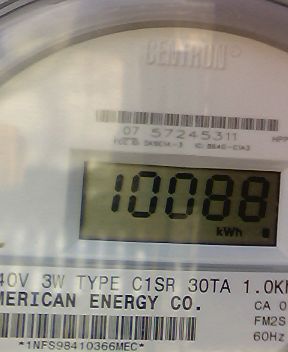 CENTRON
07 57245311
10088
kWh
40V 3W TYPE C1SR 30TA 1.0K
MERICAN ENERGY CO.
CA 0
FM2S
60Hz
*1NFS98410366MEC*